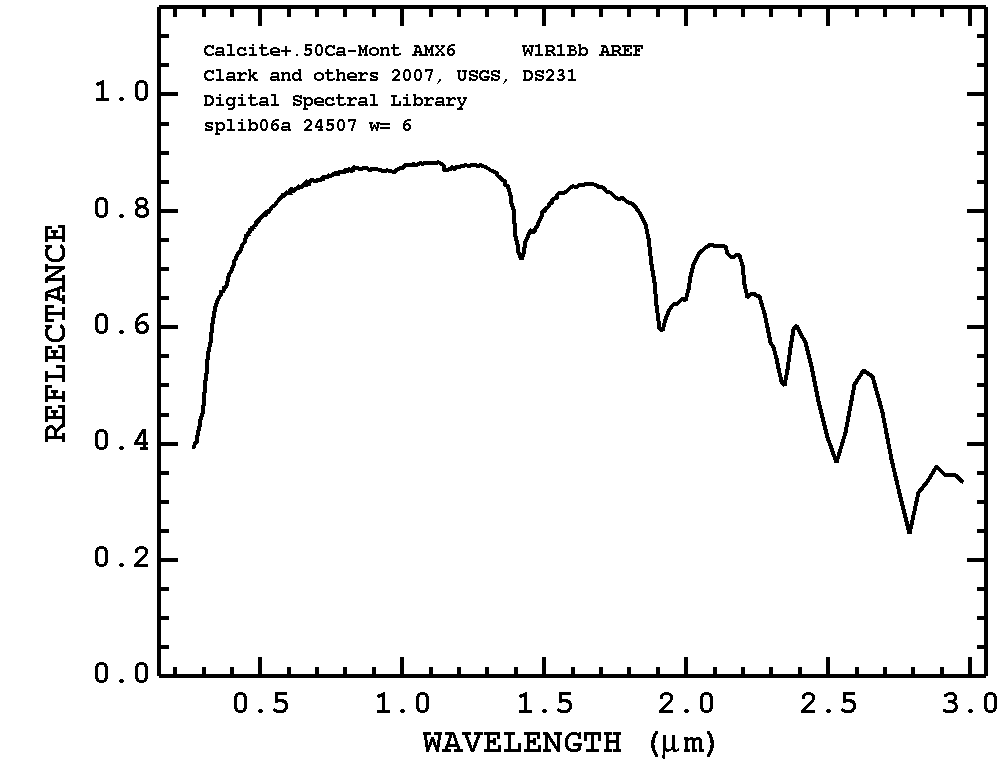 Calcite+.50Ca-Mont AMX6 W1R1Bb AREF
Clark and others 2007, USGS, DS231
Digital Spectral Library
splib06a 24507 w= 6
REFLECTANCE
1.0
0.8
0.6
0.4
0.2
0.0
0.5 1.0 1.5 2.0 2.5 3.0
WAVELENGTH (μm)